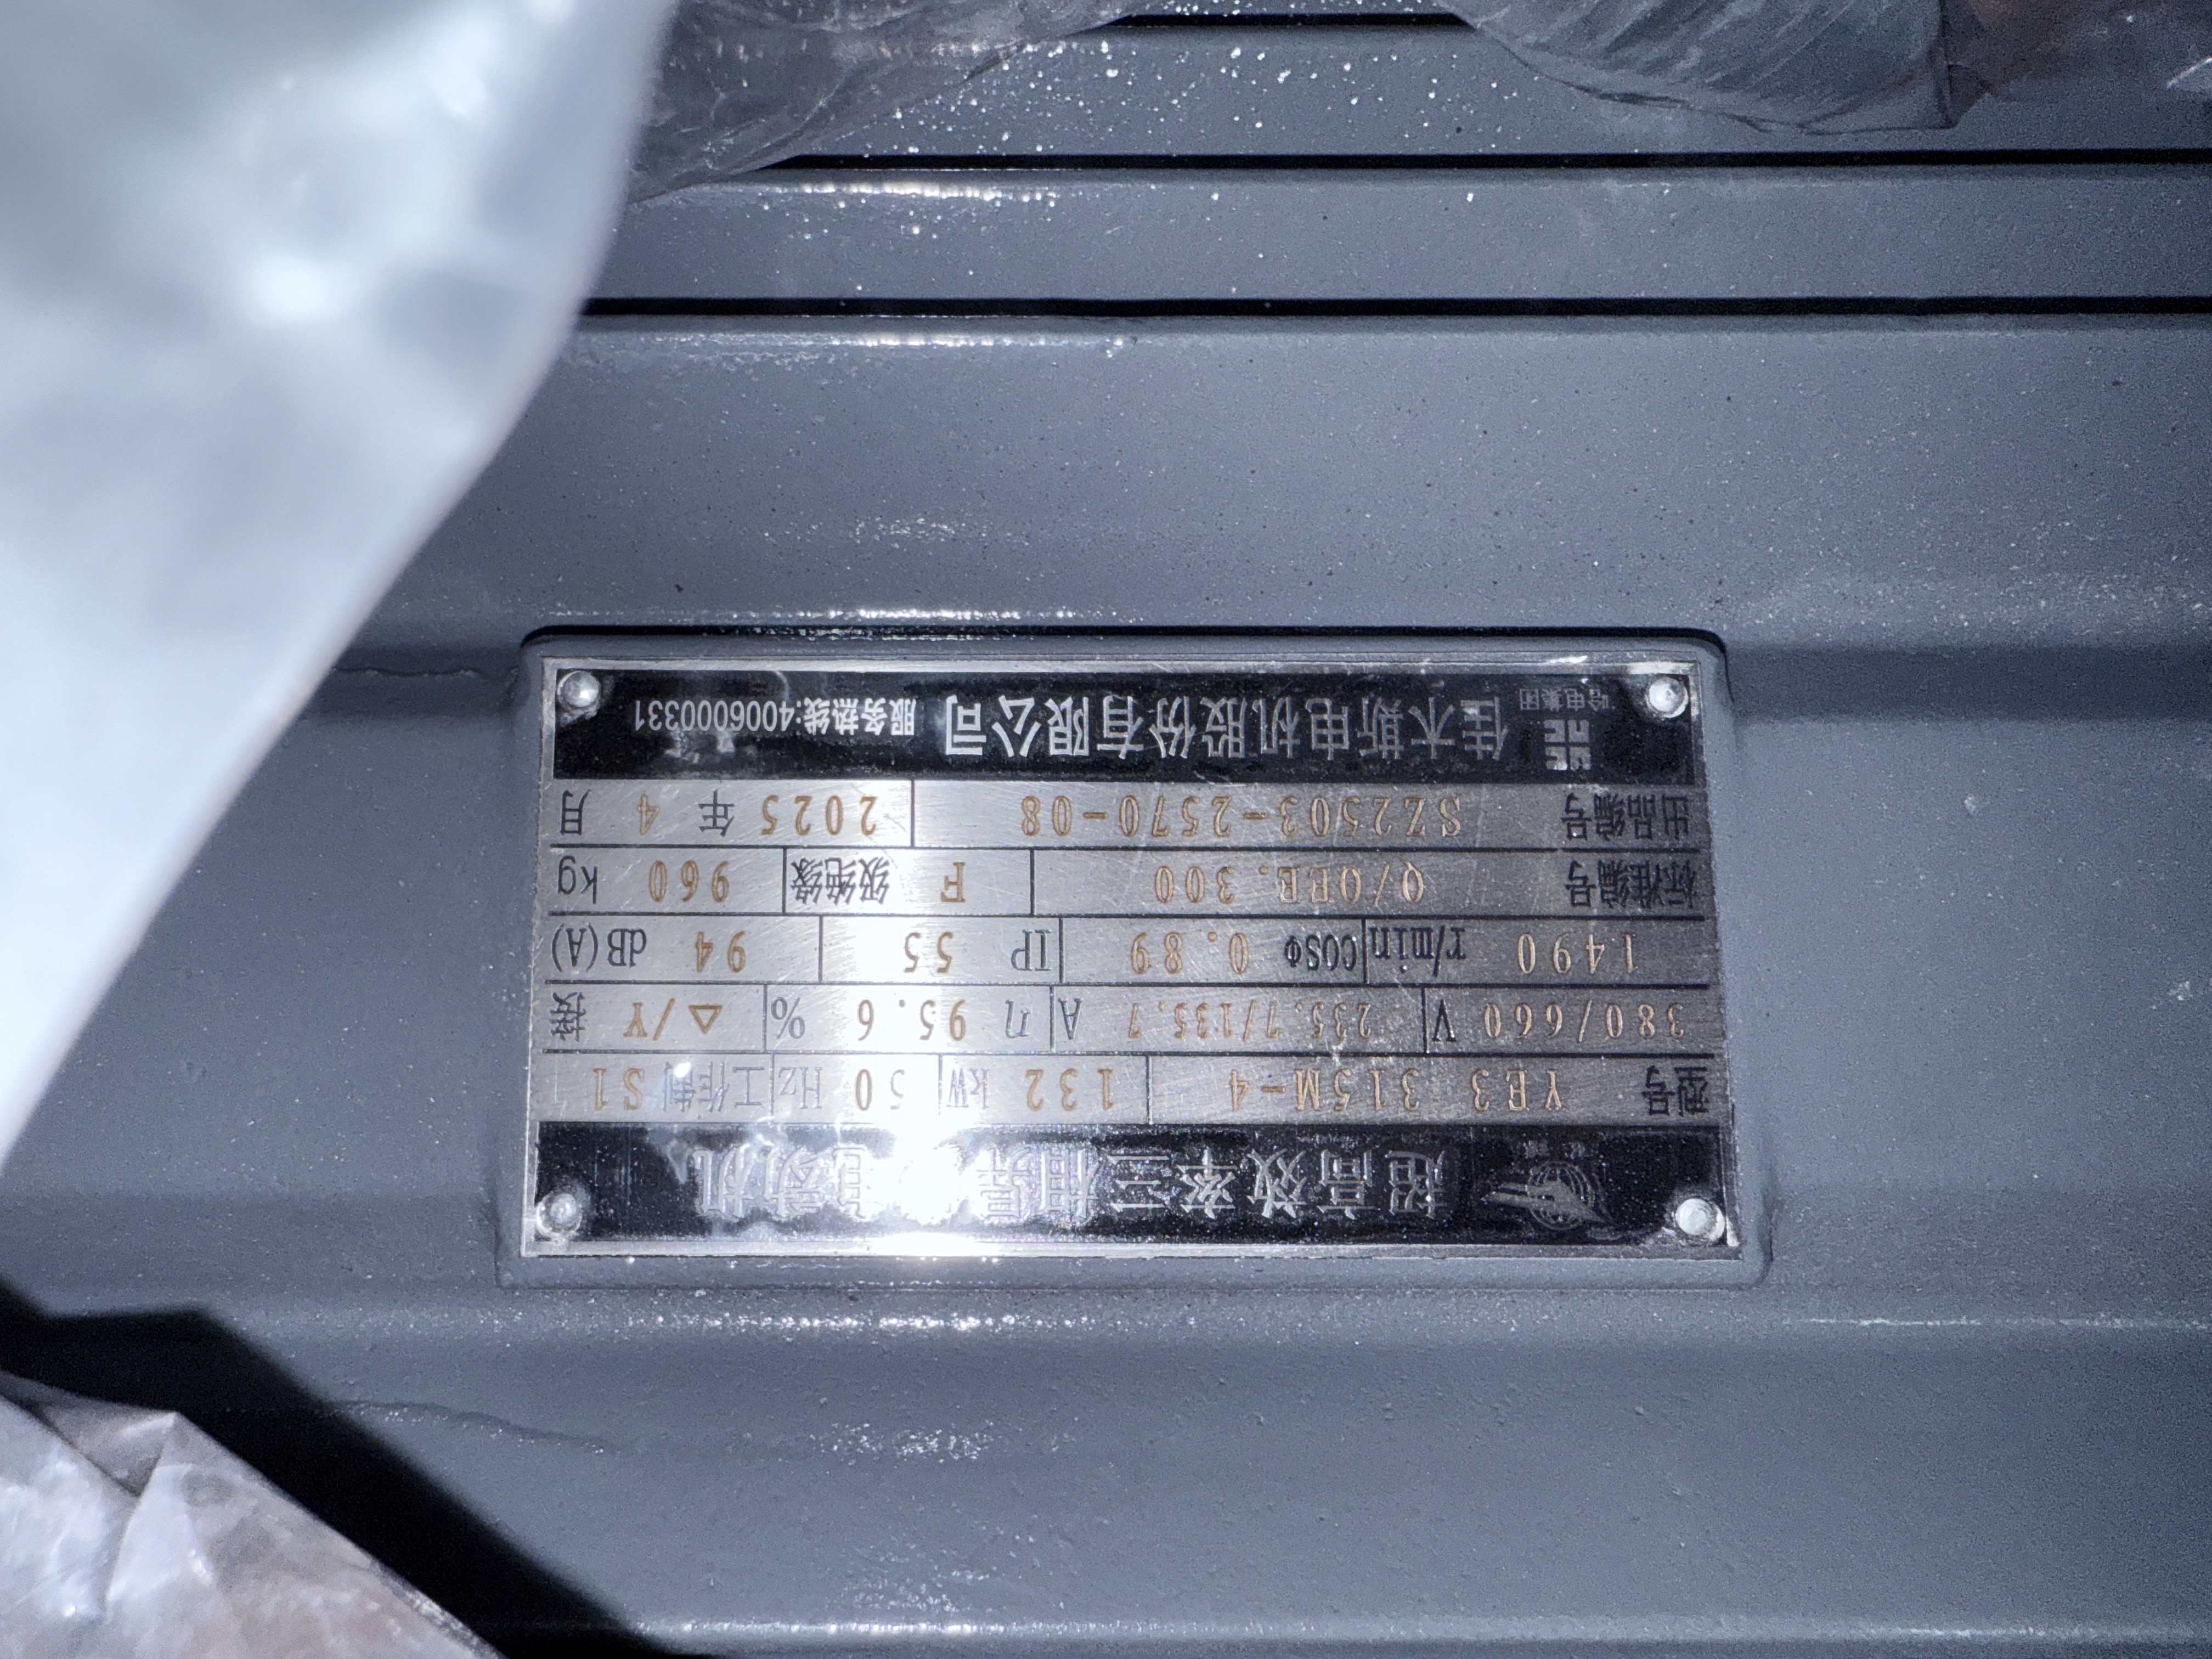 超高效率三相异 电动机
型号 YE3 315M-4 132 kW 50 Hz 工作制 S1
380/660 V 235.7/135.7 A η 95.6 % △/Y 接
1490 r/min COSΦ 0.89 IP 55 94 dB(A)
标准编号 Q/OEB.300 F 级绝缘 960 kg
出品编号 SZ2503-2570-08 2025 年 4 月
哈电集团
佳木斯电机股份有限公司 服务热线:4006000331